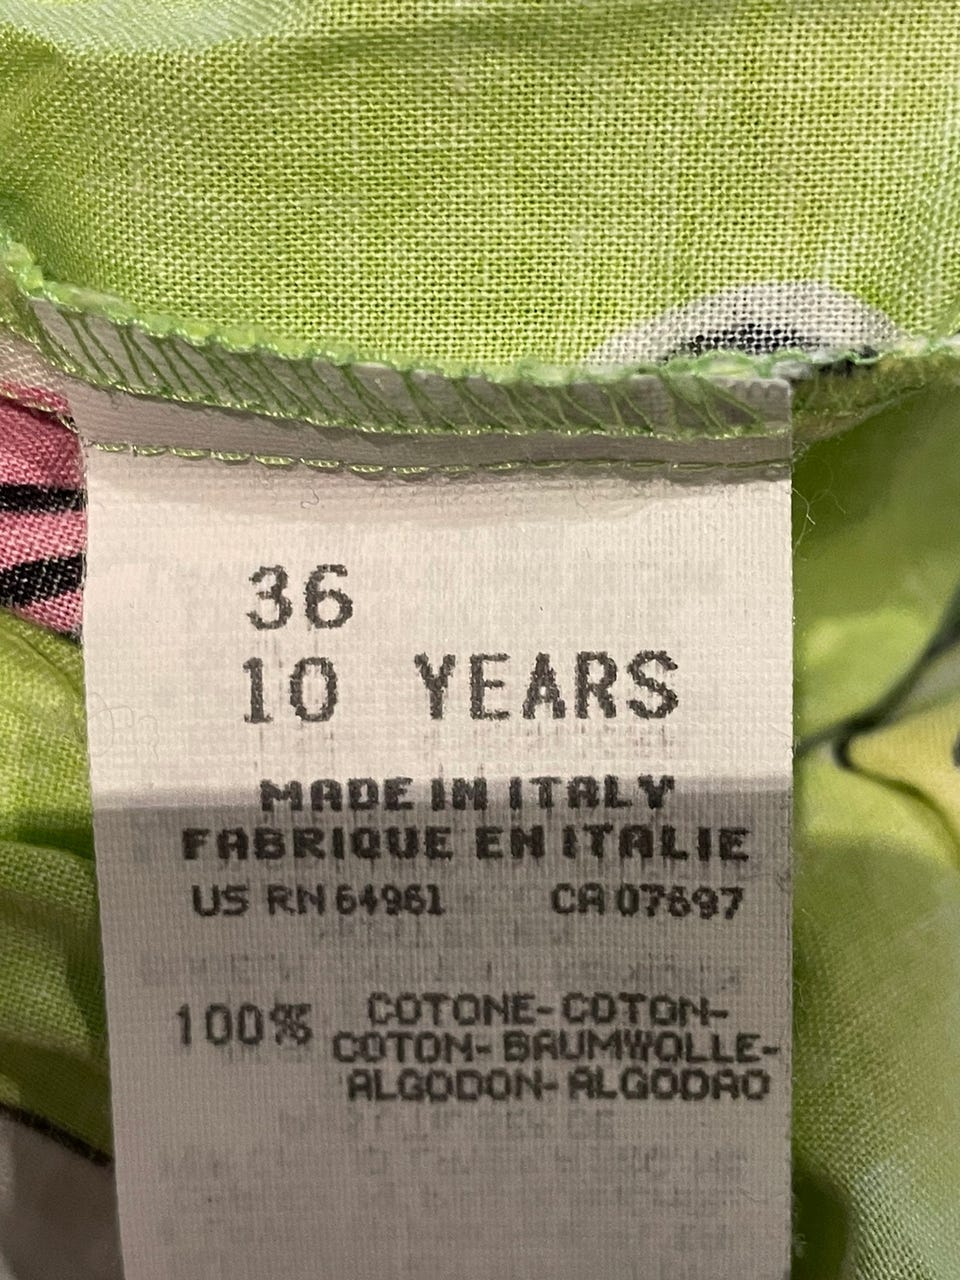 36
10 YEARS
MADE IN ITALY
FABRIQUE EN ITALIE
US RN 64961 CA 07697
100% COTONE-COTON-
COTON-BAUMWOLLE-
ALGODON-ALGODAO